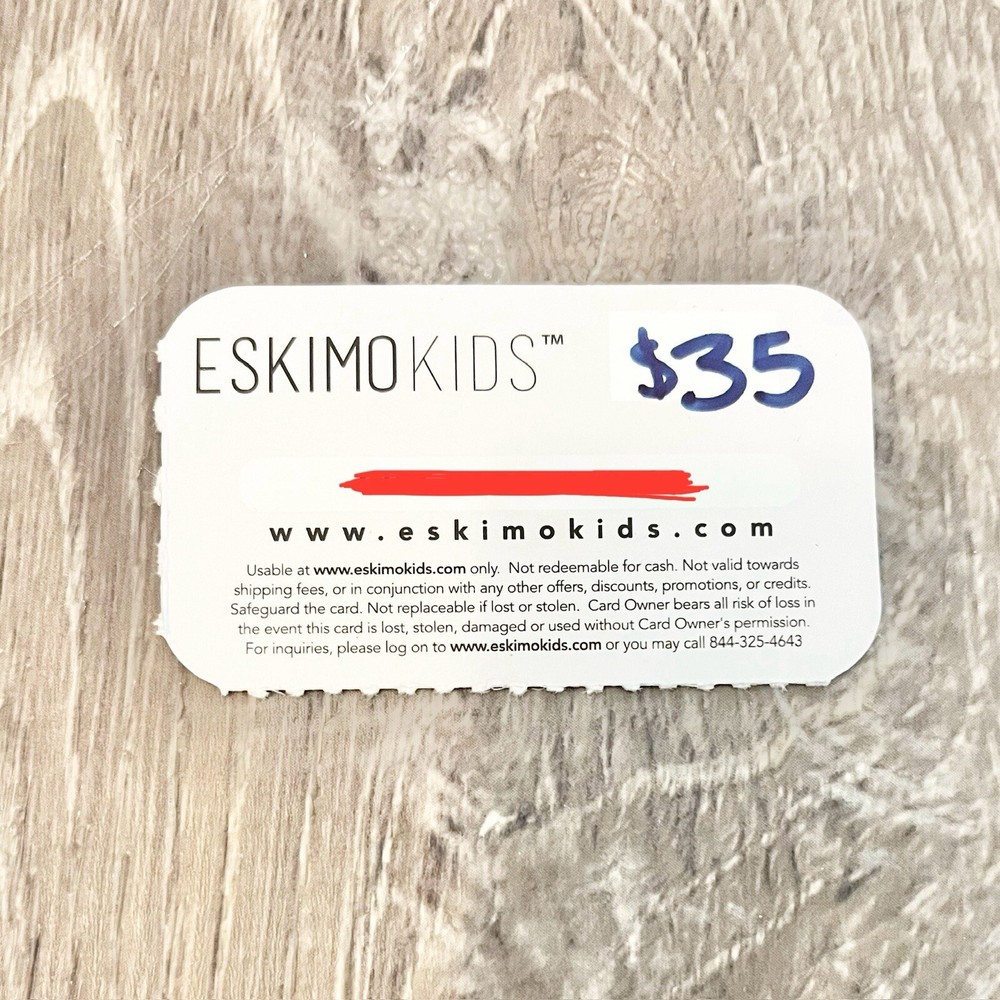 ESKIMOKIDS™ $35
www.eskimokids.com
Usable at www.eskimokids.com only. Not redeemable for cash. Not valid towards
shipping fees, or in conjunction with any other offers, discounts, promotions, or credits.
Safeguard the card. Not replaceable if lost or stolen. Card Owner bears all risk of loss in
the event this card is lost, stolen, damaged or used without Card Owner's permission.
For inquiries, please log on to www.eskimokids.com or you may call 844-325-4643